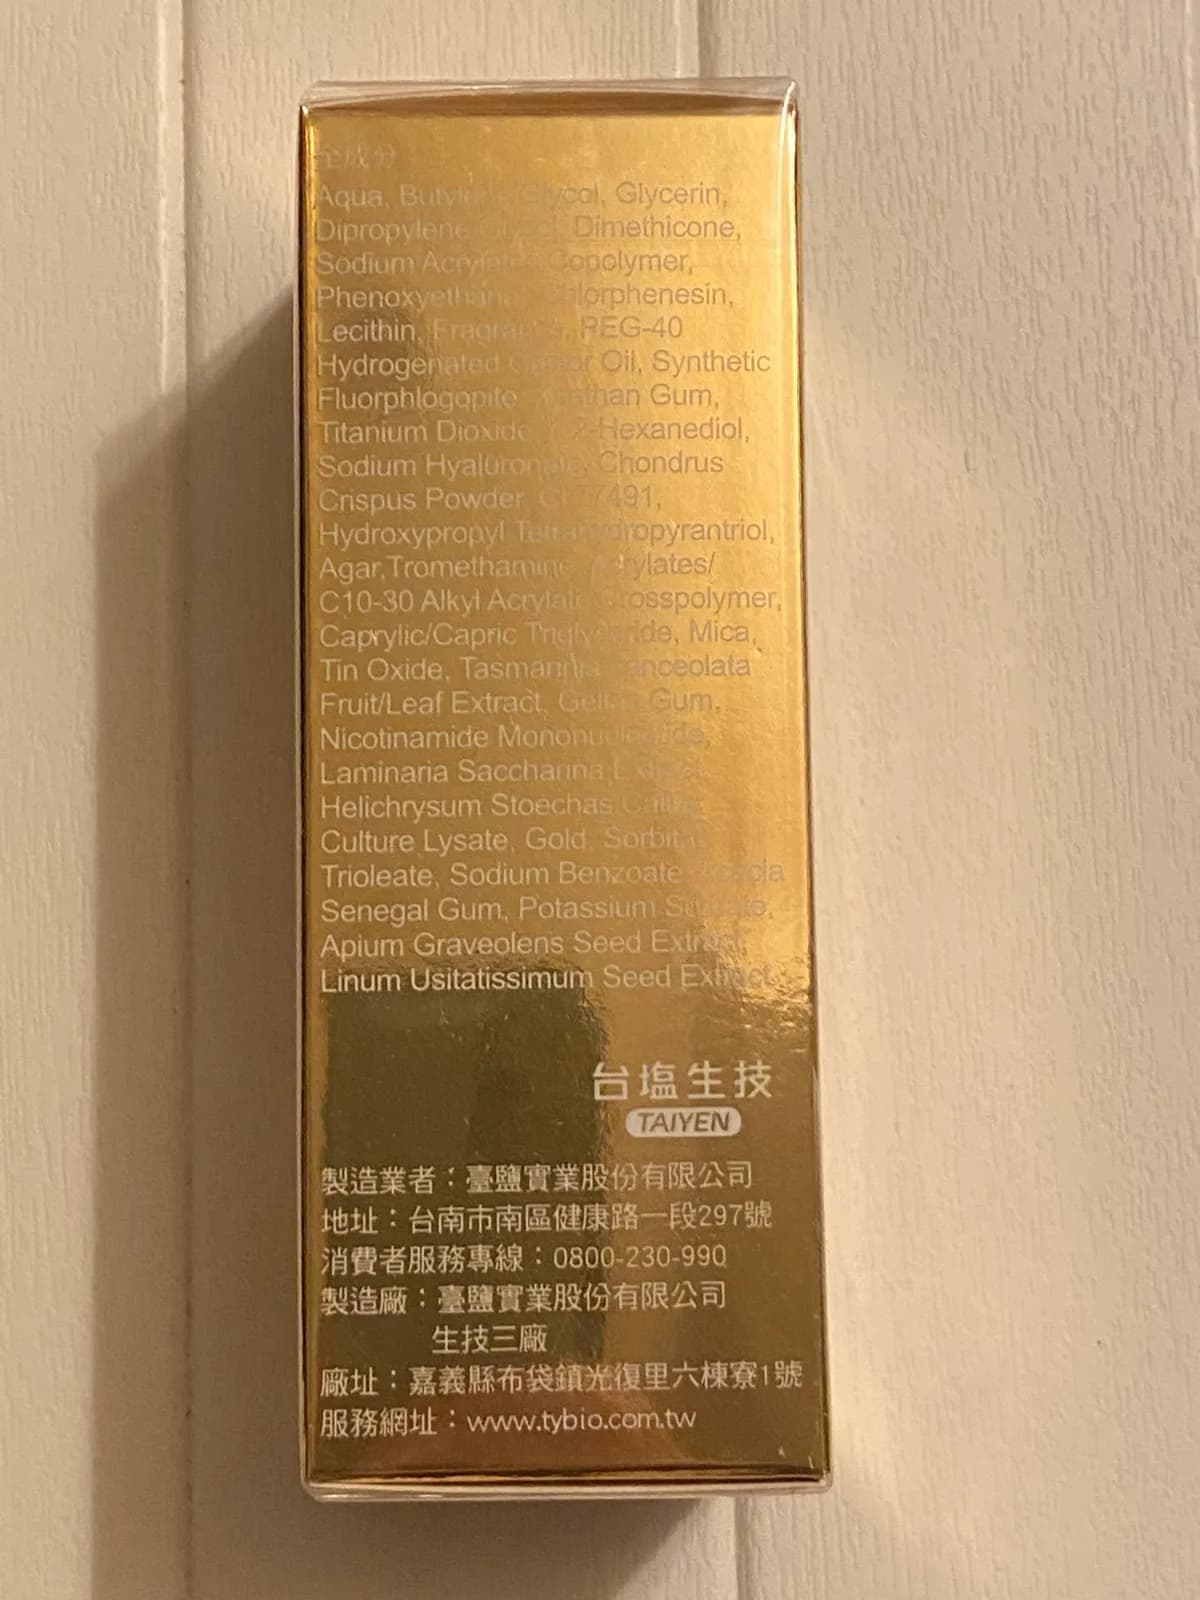 全成分
Aqua, Butylene Glycol, Glycerin,
Dipropylene Glycol, Dimethicone,
Sodium Acrylates Copolymer,
Phenoxyethanol, Chlorphenesin,
Lecithin, Fragrance, PEG-40
Hydrogenated Castor Oil, Synthetic
Fluorphlogopite, Xanthan Gum,
Titanium Dioxide, 1,2-Hexanediol,
Sodium Hyaluronate, Chondrus
Crispus Powder, CI 77491,
Hydroxypropyl Tetrahydropyrantriol,
Agar,Tromethamine, Acrylates/
C10-30 Alkyl Acrylate Crosspolymer,
Caprylic/Capric Triglyceride, Mica,
Tin Oxide, Tasmannia Lanceolata
Fruit/Leaf Extract, Gellan Gum,
Nicotinamide Mononucleotide,
Laminaria Saccharina Extract,
Helichrysum Stoechas Callus
Culture Lysate, Gold, Sorbitan
Trioleate, Sodium Benzoate, Acacia
Senegal Gum, Potassium Sorbate,
Apium Graveolens Seed Extract,
Linum Usitatissimum Seed Extract
台塩生技
TAIYEN
製造業者：臺鹽實業股份有限公司
地址：台南市南區健康路一段297號
消費者服務專線：0800-230-990
製造廠：臺鹽實業股份有限公司
生技三廠
廠址：嘉義縣布袋鎮光復里六棟寮1號
服務網址：www.tybio.com.tw